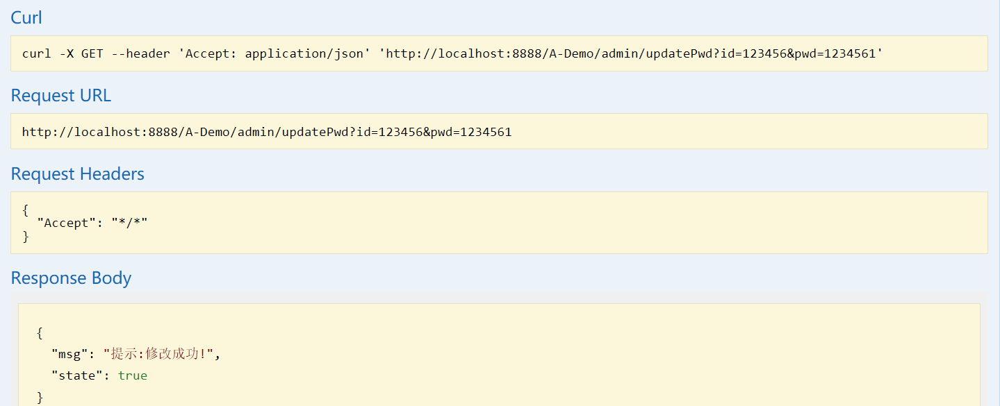 Curl
curl -X GET --header 'Accept: application/json' 'http://localhost:8888/A-Demo/admin/updatePwd?id=123456&pwd=1234561'
Request URL
http://localhost:8888/A-Demo/admin/updatePwd?id=123456&pwd=1234561
Request Headers
{
"Accept": "*/*"
}
Response Body
{
"msg": "提示:修改成功!",
"state": true
}